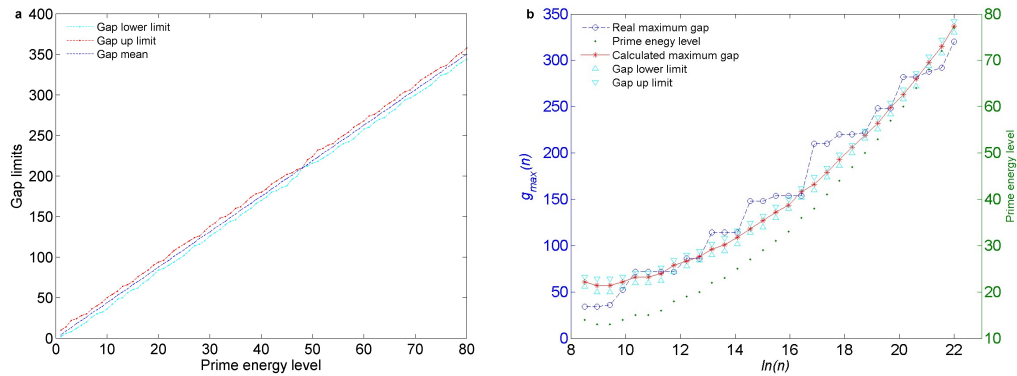 a
Gap lower limit
Gap up limit
Gap mean
400
350
300
250
200
150
100
50
0
Gap limits
0 10 20 30 40 50 60 70 80
Prime energy level
b
Real maximum gap
Prime enegy level
Calculated maximum gap
Gap lower limit
Gap up limit
350
300
250
200
150
100
50
0
gmax(n)
8 10 12 14 16 18 20 22
ln(n)
80
70
60
50
40
30
20
10
Prime energy level